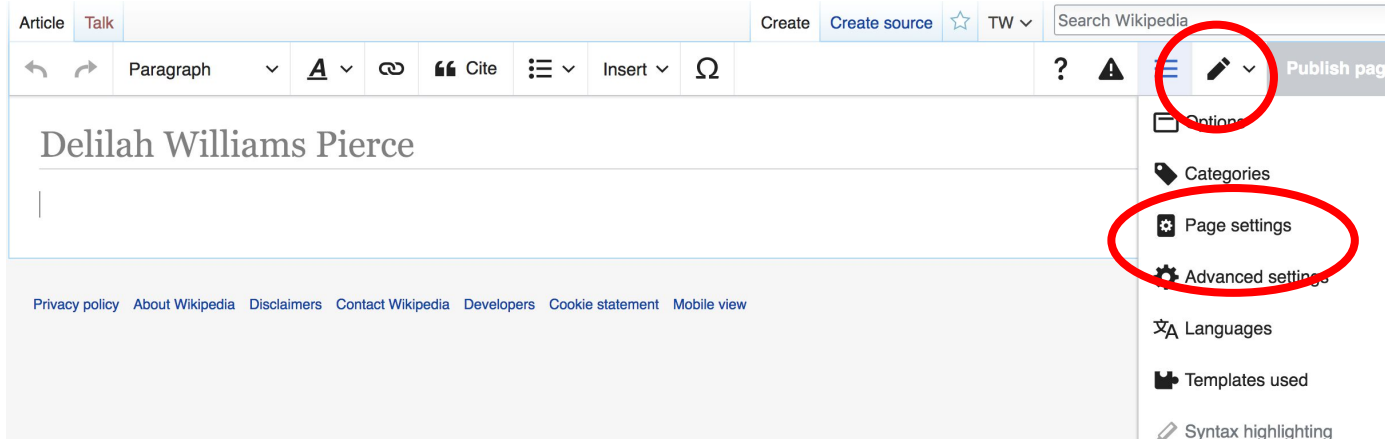 Article Talk Create Create source TW Search Wikipedia
Paragraph A Cite Insert Ω ? Publish pag
Delilah Williams Pierce
Options
Categories
Page settings
Advanced settings
Privacy policy About Wikipedia Disclaimers Contact Wikipedia Developers Cookie statement Mobile view
Languages
Templates used
Syntax highlighting